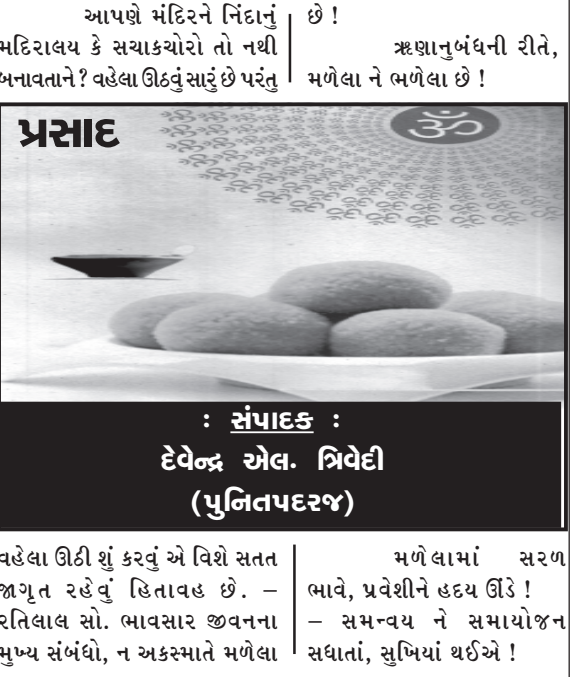 આપણે મંદિરને નિંદાનું
મદિરાલય કે સચાકચોરો તો નથી
બનાવતાને? વહેલા ઊઠવું સારું છે પરંતુ
છે !
ઋણાનુબંધની રીતે,
મળેલા ને ભળેલા છે !
પ્રસાદ
ૐ
: સંપાદક :
દેવેન્દ્ર એલ. ત્રિવેદી
(પુનિતપદરજ)
વહેલા ઊઠી શું કરવું એ વિશે સતત
જાગૃત રહેવું હિતાવહ છે. –
રતિલાલ સો. ભાવસાર જીવનના
મુખ્ય સંબંધો, ન અકસ્માતે મળેલા
મળેલામાં સરળ
ભાવે, પ્રવેશીને હૃદય ઊંડે !
– સમન્વય ને સમાયોજન
સધાતાં, સુખિયાં થઈએ !